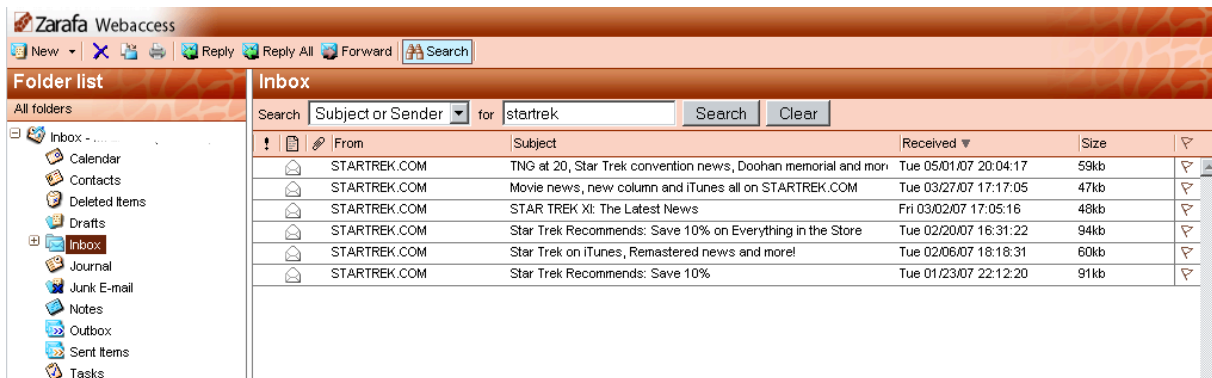 Zarafa Webaccess
New Reply Reply All Forward Search
Folder list
All folders
Inbox -
Calendar
Contacts
Deleted Items
Drafts
Inbox
Journal
Junk E-mail
Notes
Outbox
Sent Items
Tasks
Inbox
Search Subject or Sender for startrek Search Clear
! From Subject Received Size
STARTREK.COM TNG at 20, Star Trek convention news, Doohan memorial and mor Tue 05/01/07 20:04:17 59kb
STARTREK.COM Movie news, new column and iTunes all on STARTREK.COM Tue 03/27/07 17:17:05 47kb
STARTREK.COM STAR TREK XI: The Latest News Fri 03/02/07 17:05:16 48kb
STARTREK.COM Star Trek Recommends: Save 10% on Everything in the Store Tue 02/20/07 16:31:22 94kb
STARTREK.COM Star Trek on iTunes, Remastered news and more! Tue 02/06/07 18:18:31 60kb
STARTREK.COM Star Trek Recommends: Save 10% Tue 01/23/07 22:12:20 91kb